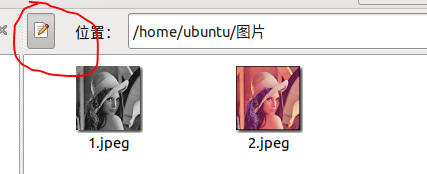 位置： /home/ubuntu/图片
1.jpeg 2.jpeg